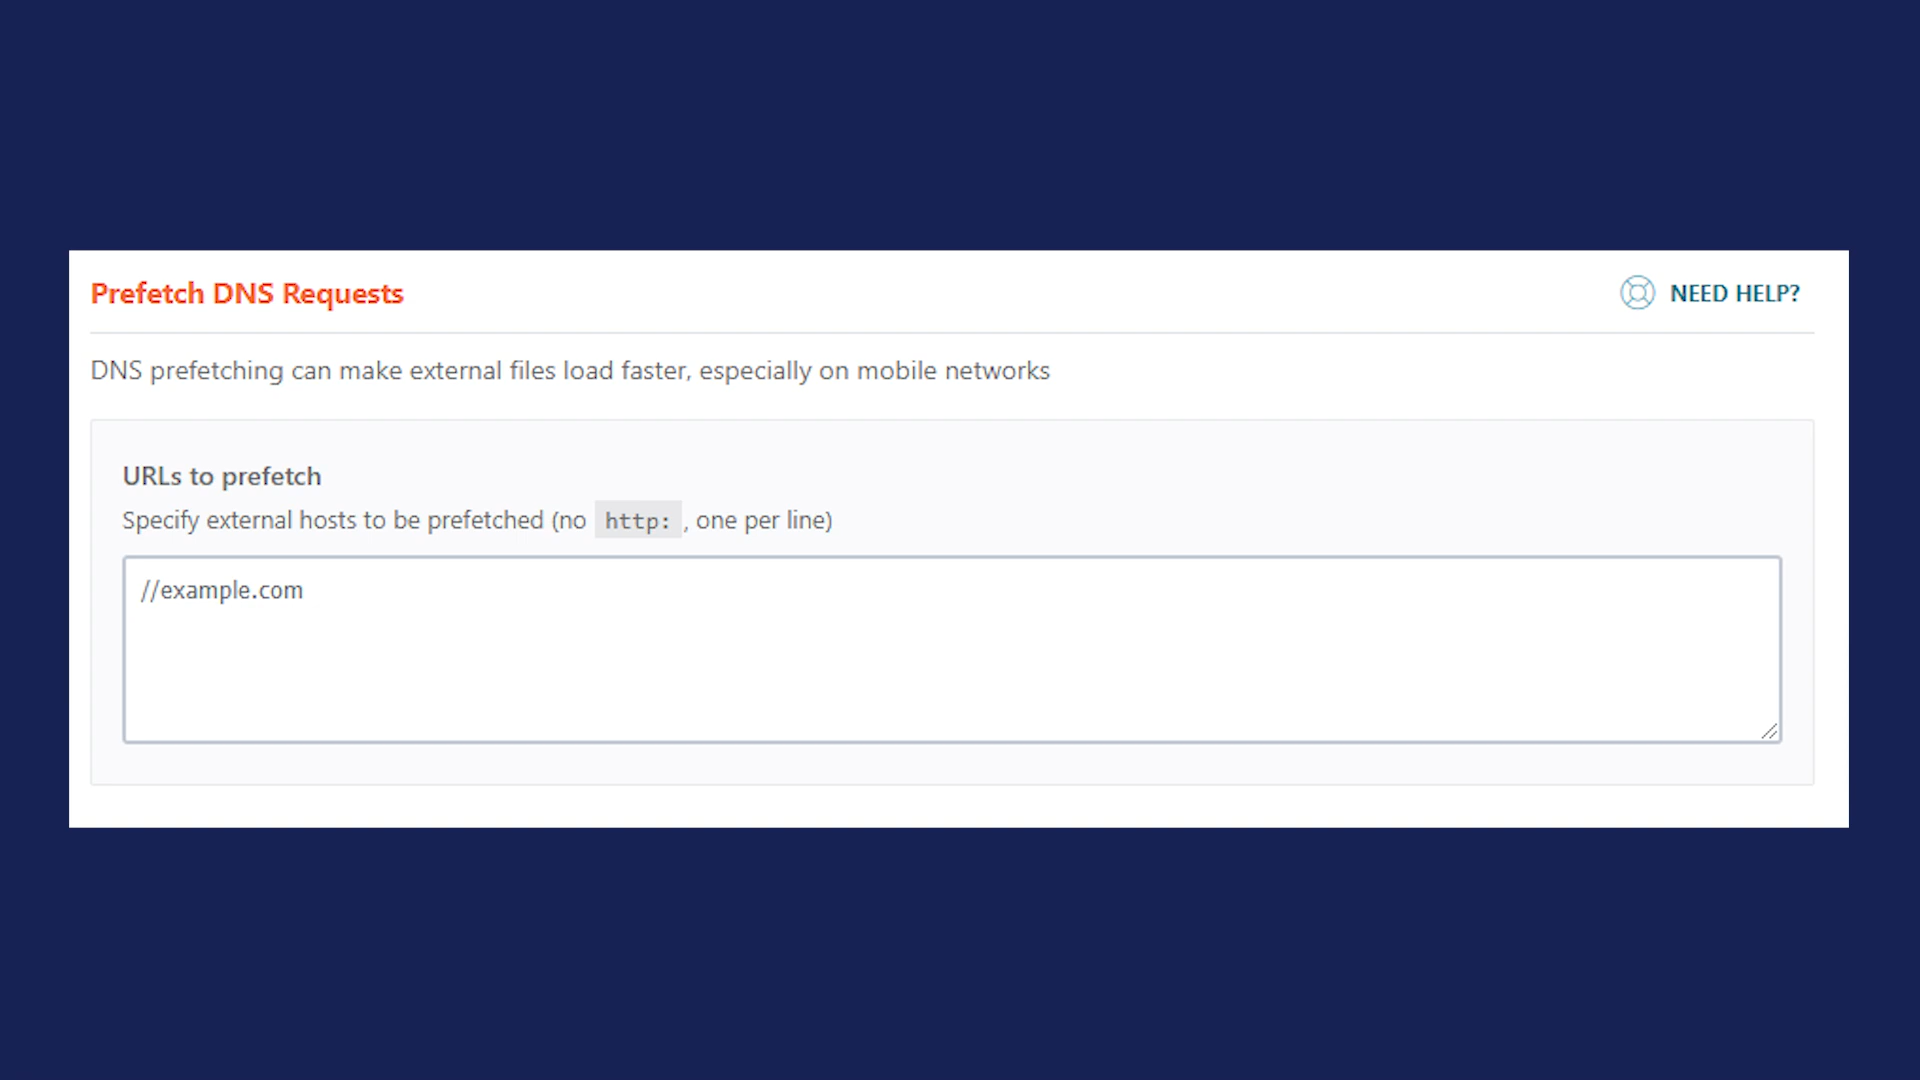 Prefetch DNS Requests
NEED HELP?
DNS prefetching can make external files load faster, especially on mobile networks
URLs to prefetch
Specify external hosts to be prefetched (no http: , one per line)
//example.com